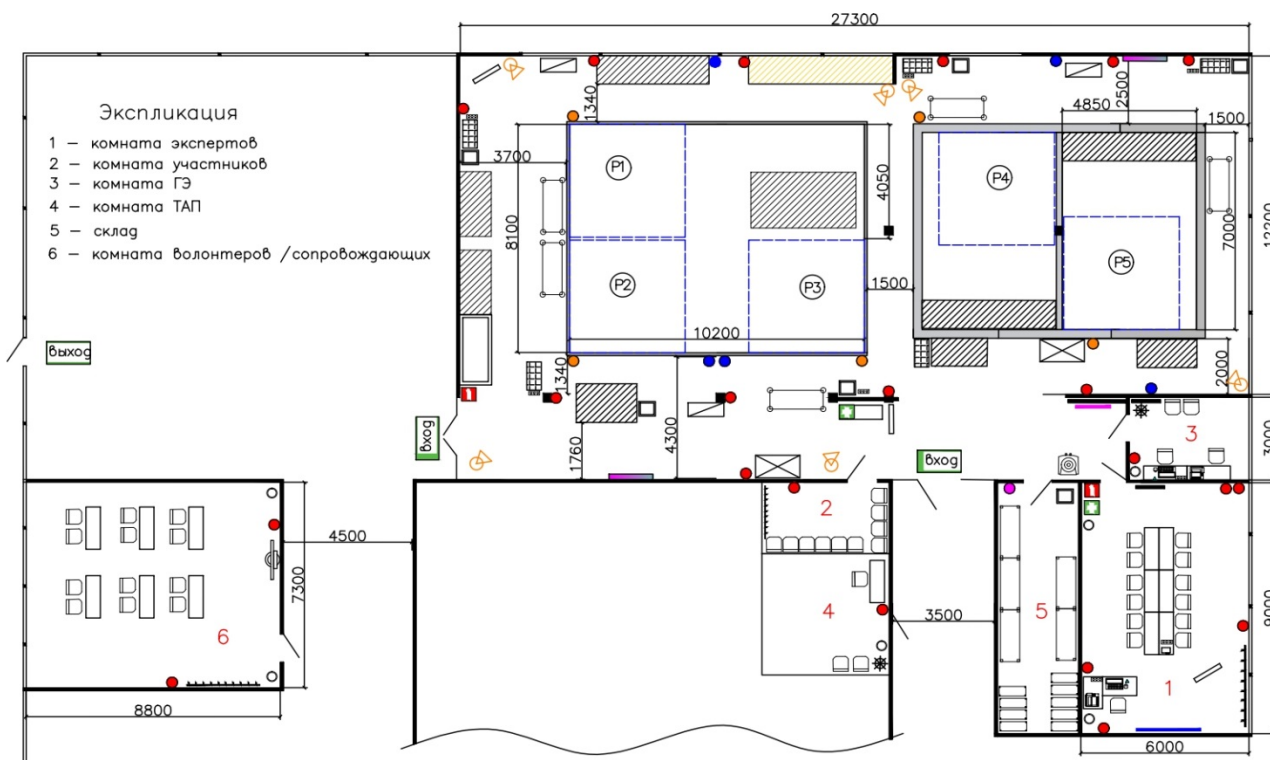 27300
Экспликация
1 – комната экспертов
2 – комната участников
3 – комната ГЭ
4 – комната ТАП
5 – склад
6 – комната волонтеров /сопровождающих
1340
2500
4850
1500
3700
P1
4050
P4
8100
7000
12200
P2
P3
1500
P5
10200
выход
1340
2000
вход
1760
4300
вход
3
3000
2
4500
7300
6
4
3500
5
9000
1
8800
6000